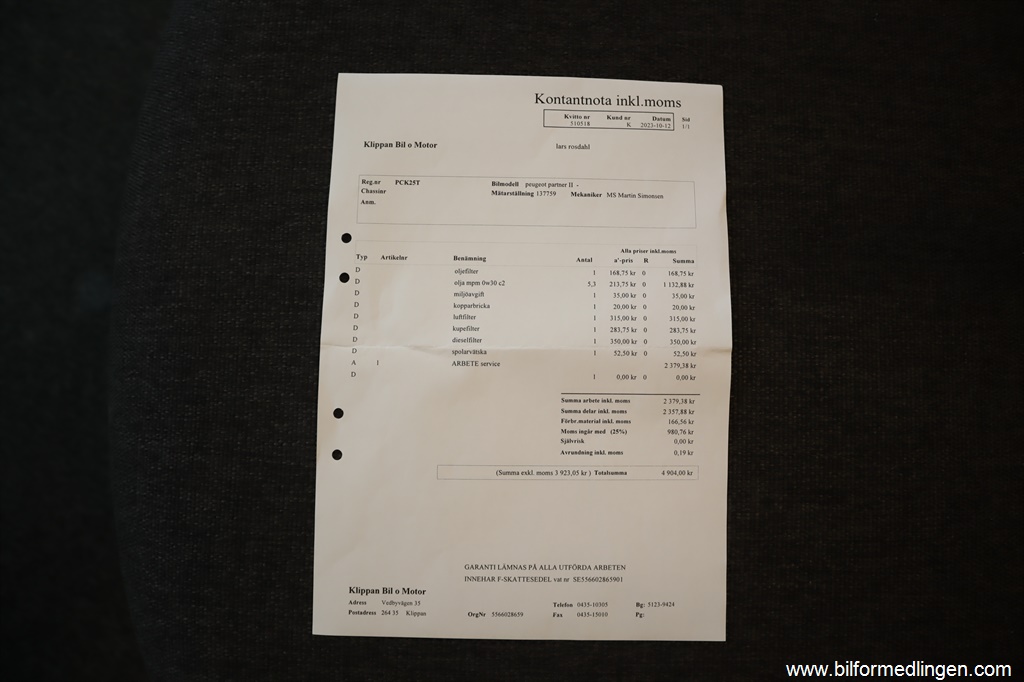 Kontantnota inkl.moms
Kvitto nr Kund nr Datum Sid
510518 K 2023-10-12 1/1
Klippan Bil o Motor lars rosdahl
Reg.nr PCK25T Bilmodell peugeot partner II -
Chassinr Mätarställning 137759 Mekaniker MS Martin Simonsen
Anm.
Alla priser inkl.moms
Typ Artikelnr Benämning Antal a'-pris R Summa
D oljefilter 1 168,75 kr 0 168,75 kr
D olja mpm 0w30 c2 5,3 213,75 kr 0 1 132,88 kr
D miljöavgift 1 35,00 kr 0 35,00 kr
D kopparbricka 1 20,00 kr 0 20,00 kr
D luftfilter 1 315,00 kr 0 315,00 kr
D kupefilter 1 283,75 kr 0 283,75 kr
D dieselfilter 1 350,00 kr 0 350,00 kr
D spolarvätska 1 52,50 kr 0 52,50 kr
A 1 ARBETE service 2 379,38 kr
D 1 0,00 kr 0 0,00 kr
Summa arbete inkl. moms 2 379,38 kr
Summa delar inkl. moms 2 357,88 kr
Förbr.material inkl. moms 166,56 kr
Moms ingår med (25%) 980,76 kr
Självrisk 0,00 kr
Avrundning inkl. moms 0,19 kr
(Summa exkl. moms 3 923,05 kr ) Totalsumma 4 904,00 kr
GARANTI LÄMNAS PÅ ALLA UTFÖRDA ARBETEN
INNEHAR F-SKATTESEDEL vat nr SE556602865901
Klippan Bil o Motor
Adress Vedbyvägen 35 Telefon 0435-10305 Bg: 5123-9424
Postadress 264 35 Klippan OrgNr 5566028659 Fax 0435-15010 Pg:
www.bilformedlingen.com